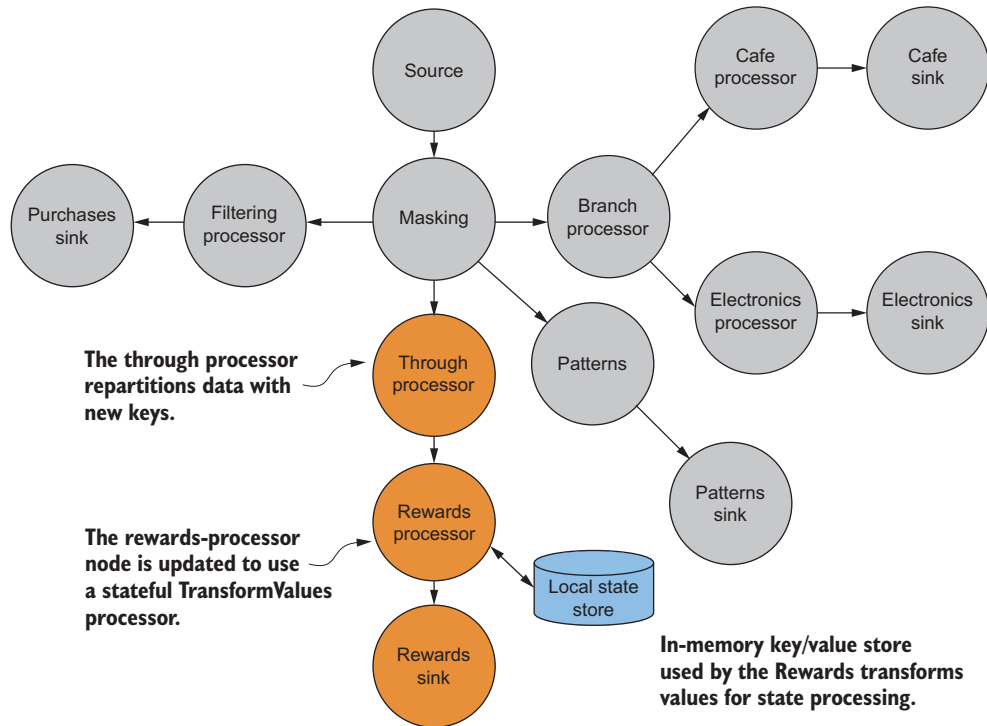 Source
Cafe
processor
Cafe
sink
Purchases
sink
Filtering
processor
Masking
Branch
processor
Electronics
processor
Electronics
sink
The through processor
repartitions data with
new keys.
Through
processor
Patterns
Patterns
sink
The rewards-processor
node is updated to use
a stateful TransformValues
processor.
Rewards
processor
Local state
store
Rewards
sink
In-memory key/value store
used by the Rewards transforms
values for state processing.